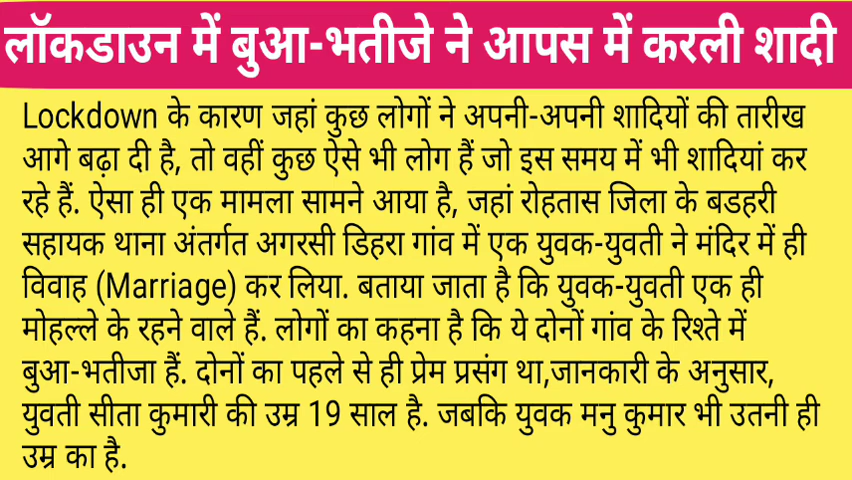 लॉकडाउन में बुआ-भतीजे ने आपस में करली शादी
Lockdown के कारण जहां कुछ लोगों ने अपनी-अपनी शादियों की तारीख
आगे बढ़ा दी है, तो वहीं कुछ ऐसे भी लोग हैं जो इस समय में भी शादियां कर
रहे हैं. ऐसा ही एक मामला सामने आया है, जहां रोहतास जिला के बडहरी
सहायक थाना अंतर्गत अगरसी डिहरा गांव में एक युवक-युवती ने मंदिर में ही
विवाह (Marriage) कर लिया. बताया जाता है कि युवक-युवती एक ही
मोहल्ले के रहने वाले हैं. लोगों का कहना है कि ये दोनों गांव के रिश्ते में
बुआ-भतीजा हैं. दोनों का पहले से ही प्रेम प्रसंग था,जानकारी के अनुसार,
युवती सीता कुमारी की उम्र 19 साल है. जबकि युवक मनु कुमार भी उतनी ही
उम्र का है.